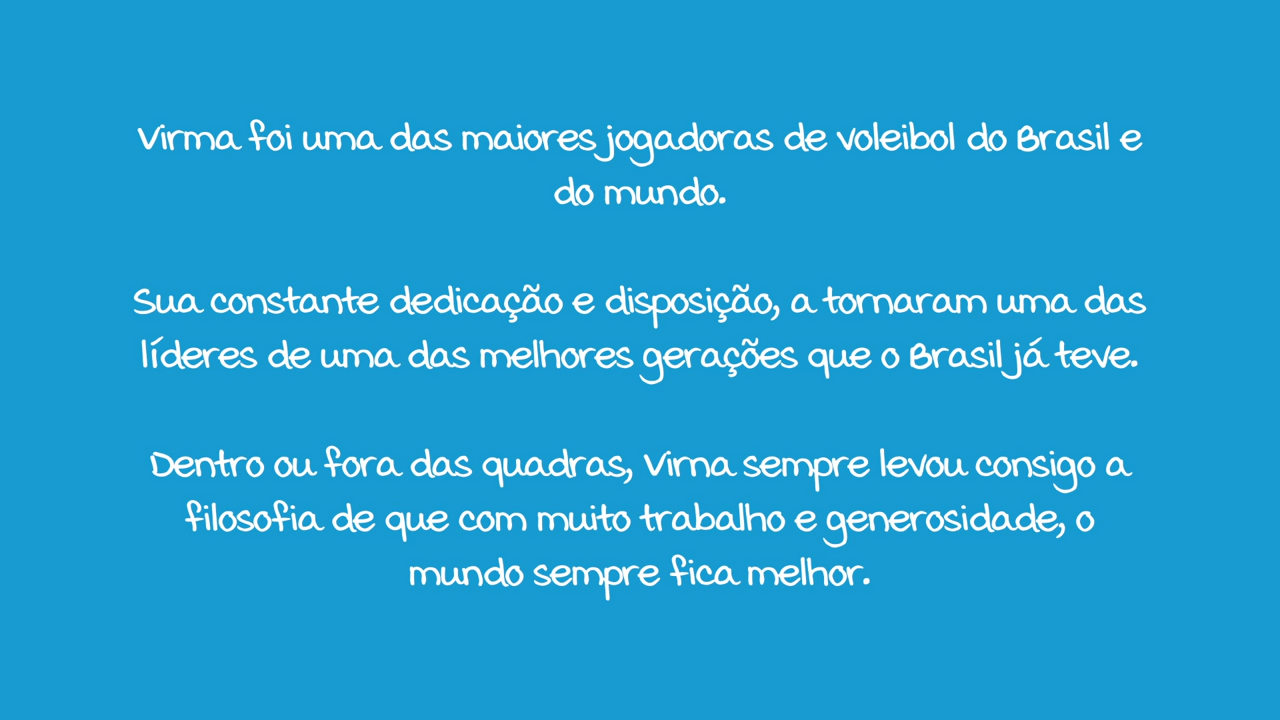 Virma foi uma das maiores jogadoras de voleibol do Brasil e
do mundo.
Sua constante dedicação e disposição, a tornaram uma das
líderes de uma das melhores gerações que o Brasil já teve.
Dentro ou fora das quadras, Virna sempre levou consigo a
filosofia de que com muito trabalho e generosidade, o
mundo sempre fica melhor.